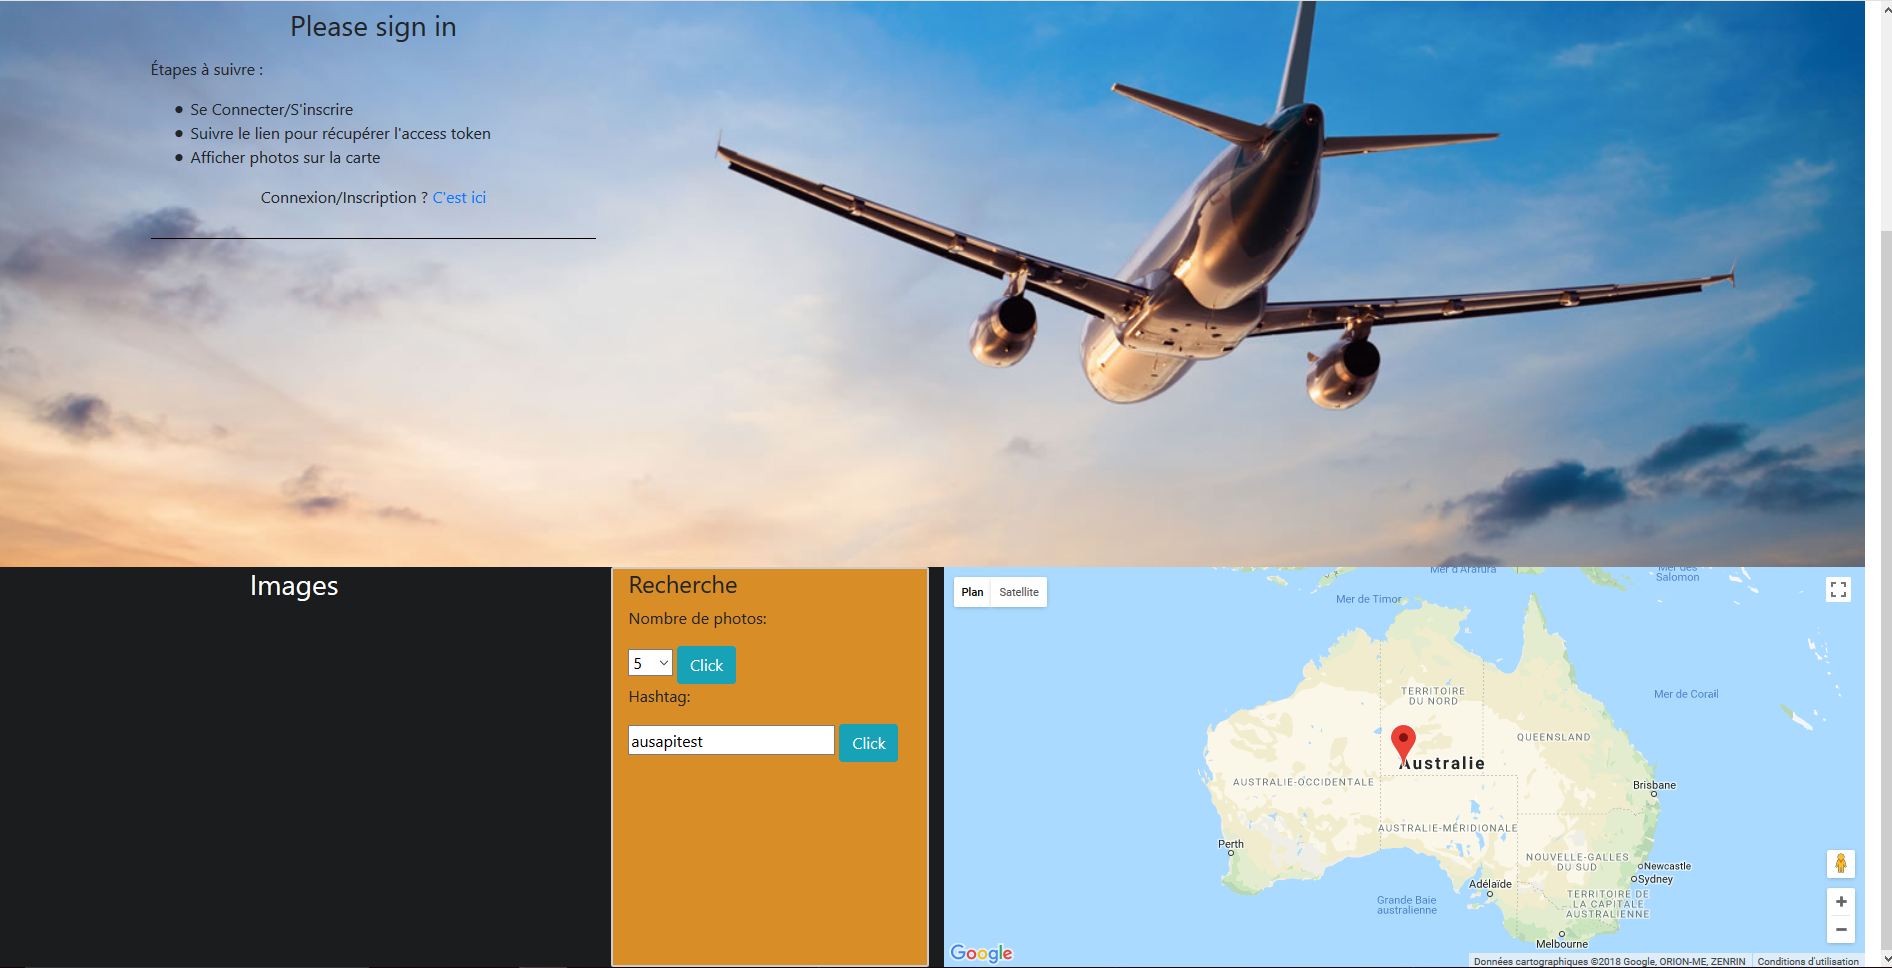 Please sign in
Étapes à suivre :
Se Connecter/S'inscrire
Suivre le lien pour récupérer l'access token
Afficher photos sur la carte
Connexion/Inscription ? C'est ici
Images
Recherche
Nombre de photos:
5 Click
Hashtag:
ausapitest Click
Plan Satellite
Mer d'Arafura
Mer des
Salomon
Mer de Timor
TERRITOIRE
DU NORD
Mer de Corail
QUEENSLAND
Australie
AUSTRALIE-OCCIDENTALE
Brisbane
AUSTRALIE-MÉRIDIONALE
Perth
NOUVELLE-GALLES
DU SUD
Newcastle
Sydney
Adélaïde
TERRITOIRE DE
LA CAPITALE
AUSTRALIENNE
Grande Baie
australienne
Melbourne
Google
Données cartographiques ©2018 Google, ORION-ME, ZENRIN Conditions d'utilisation